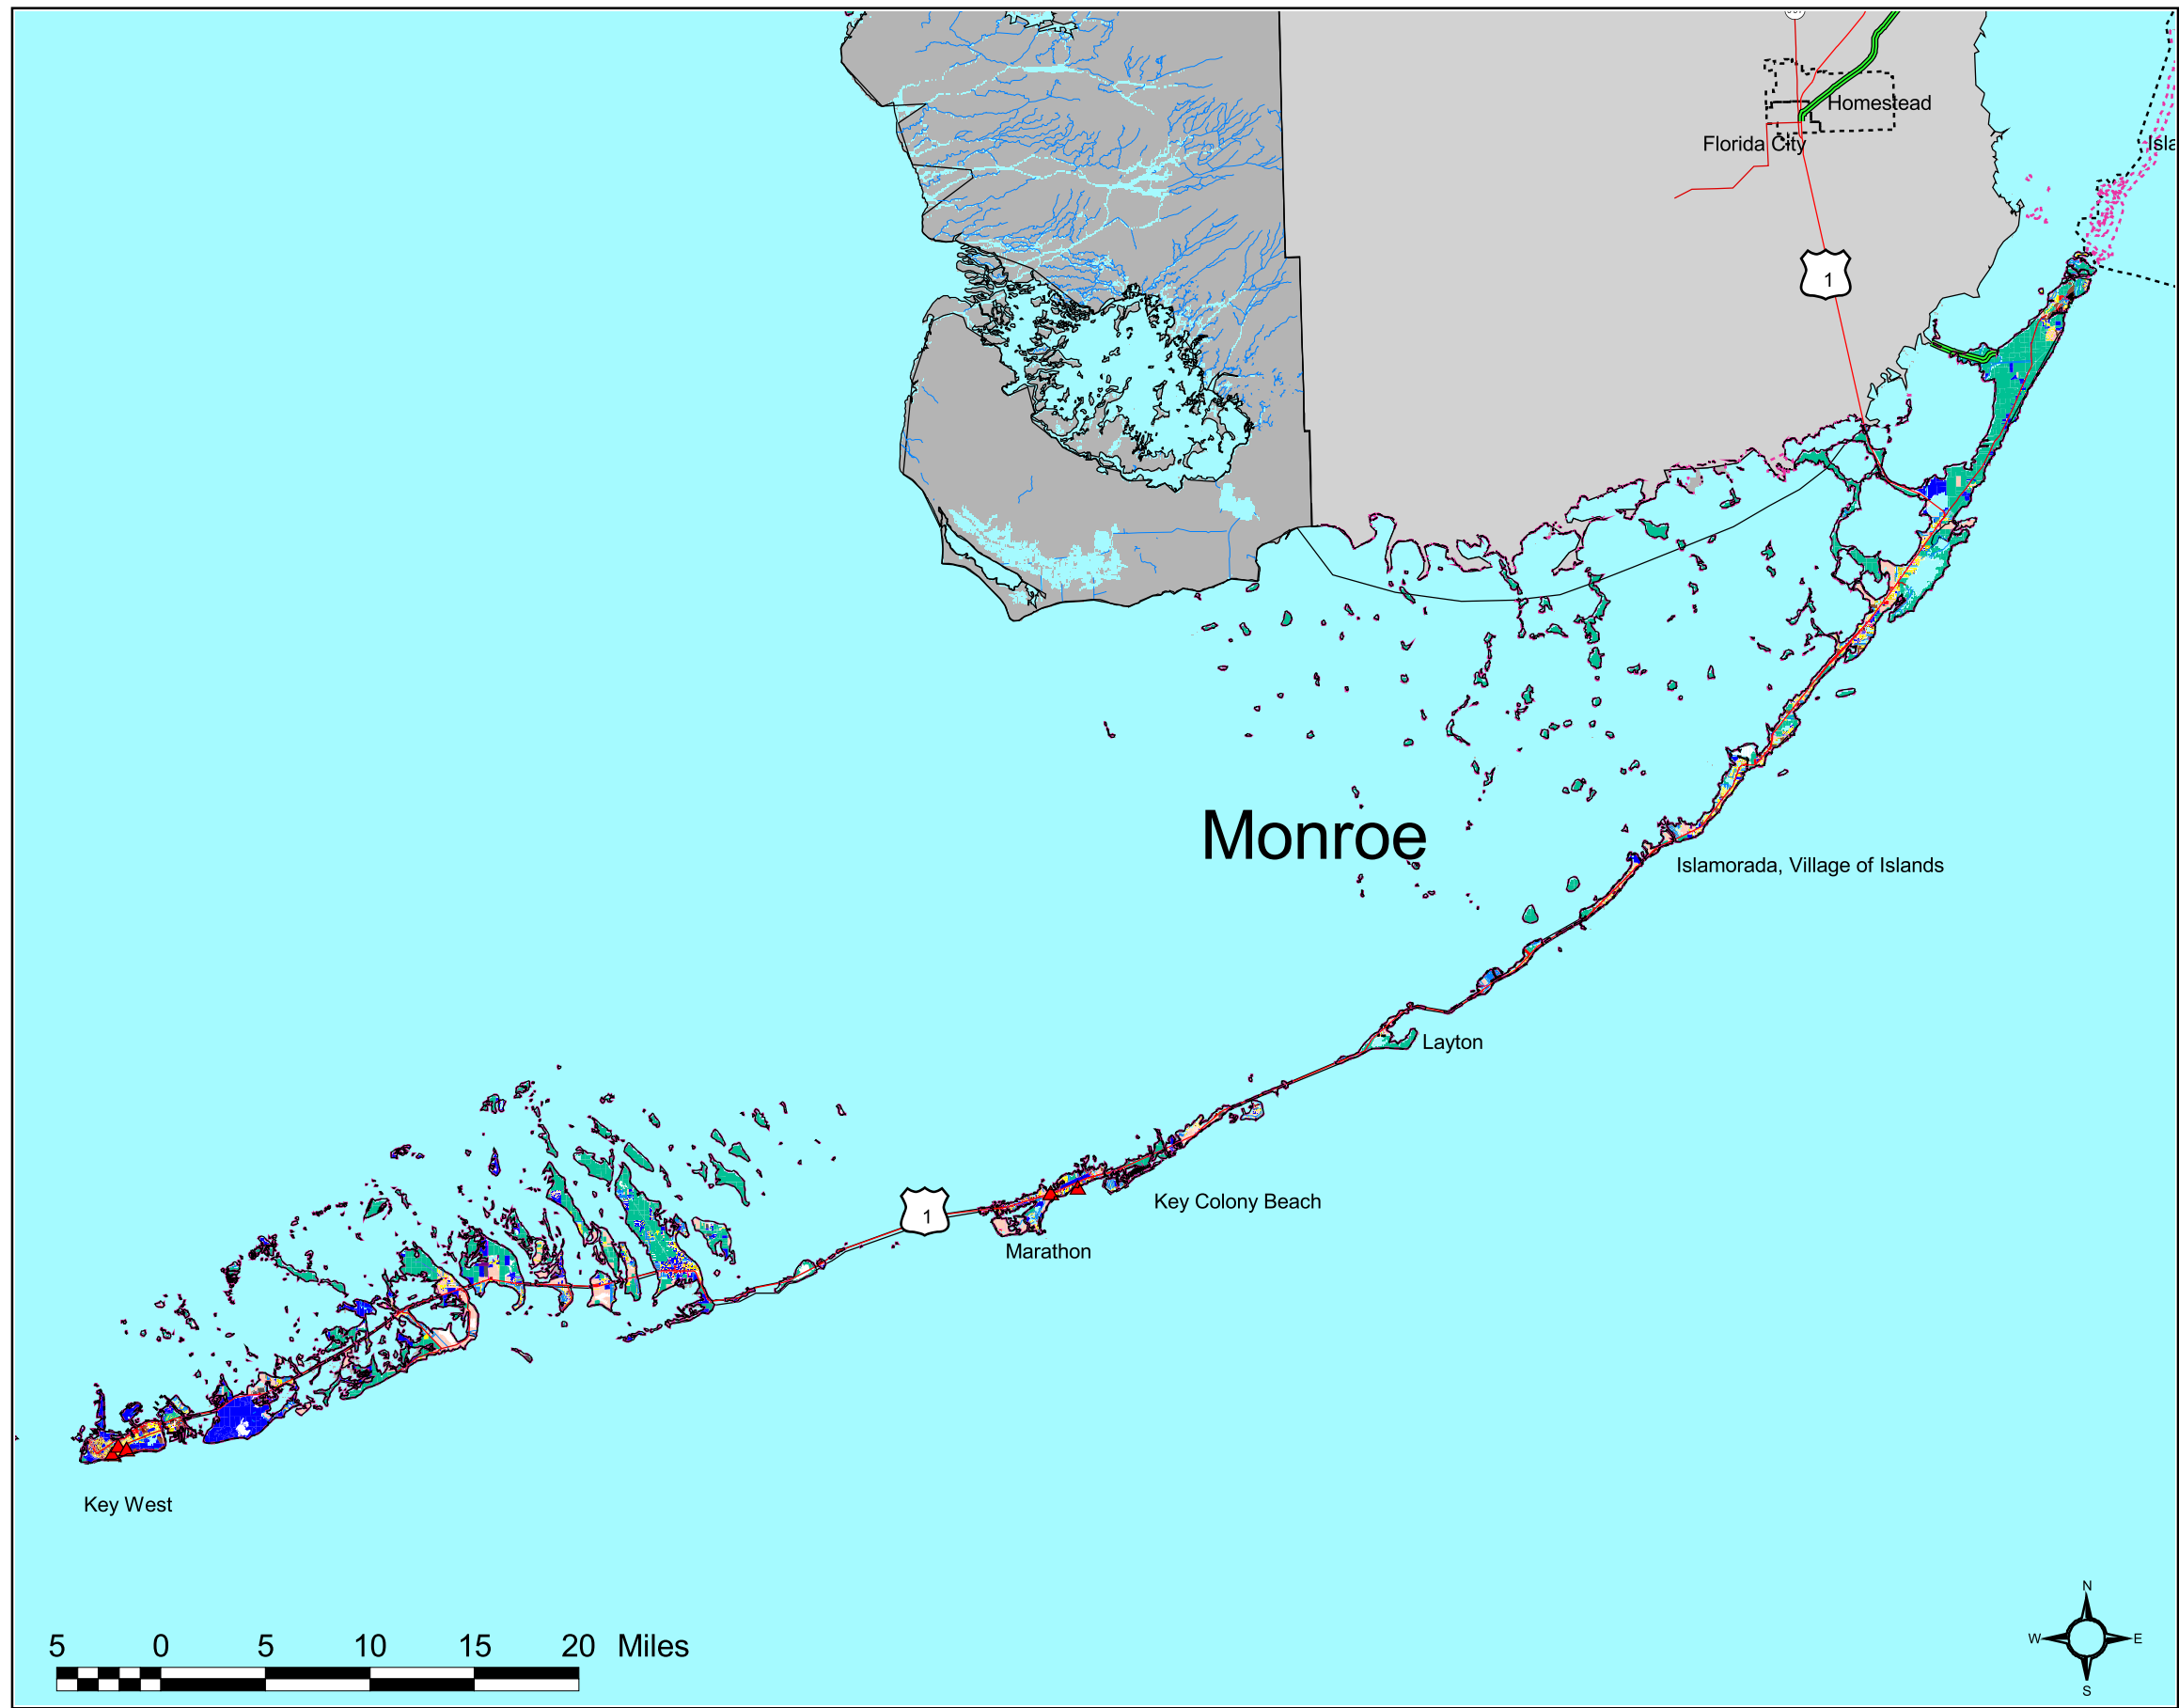 Homestead
Florida City
Isla
1
Monroe
Islamorada, Village of Islands
Layton
Key Colony Beach
1
Marathon
Key West
N
W E
S
5 0 5 10 15 20 Miles